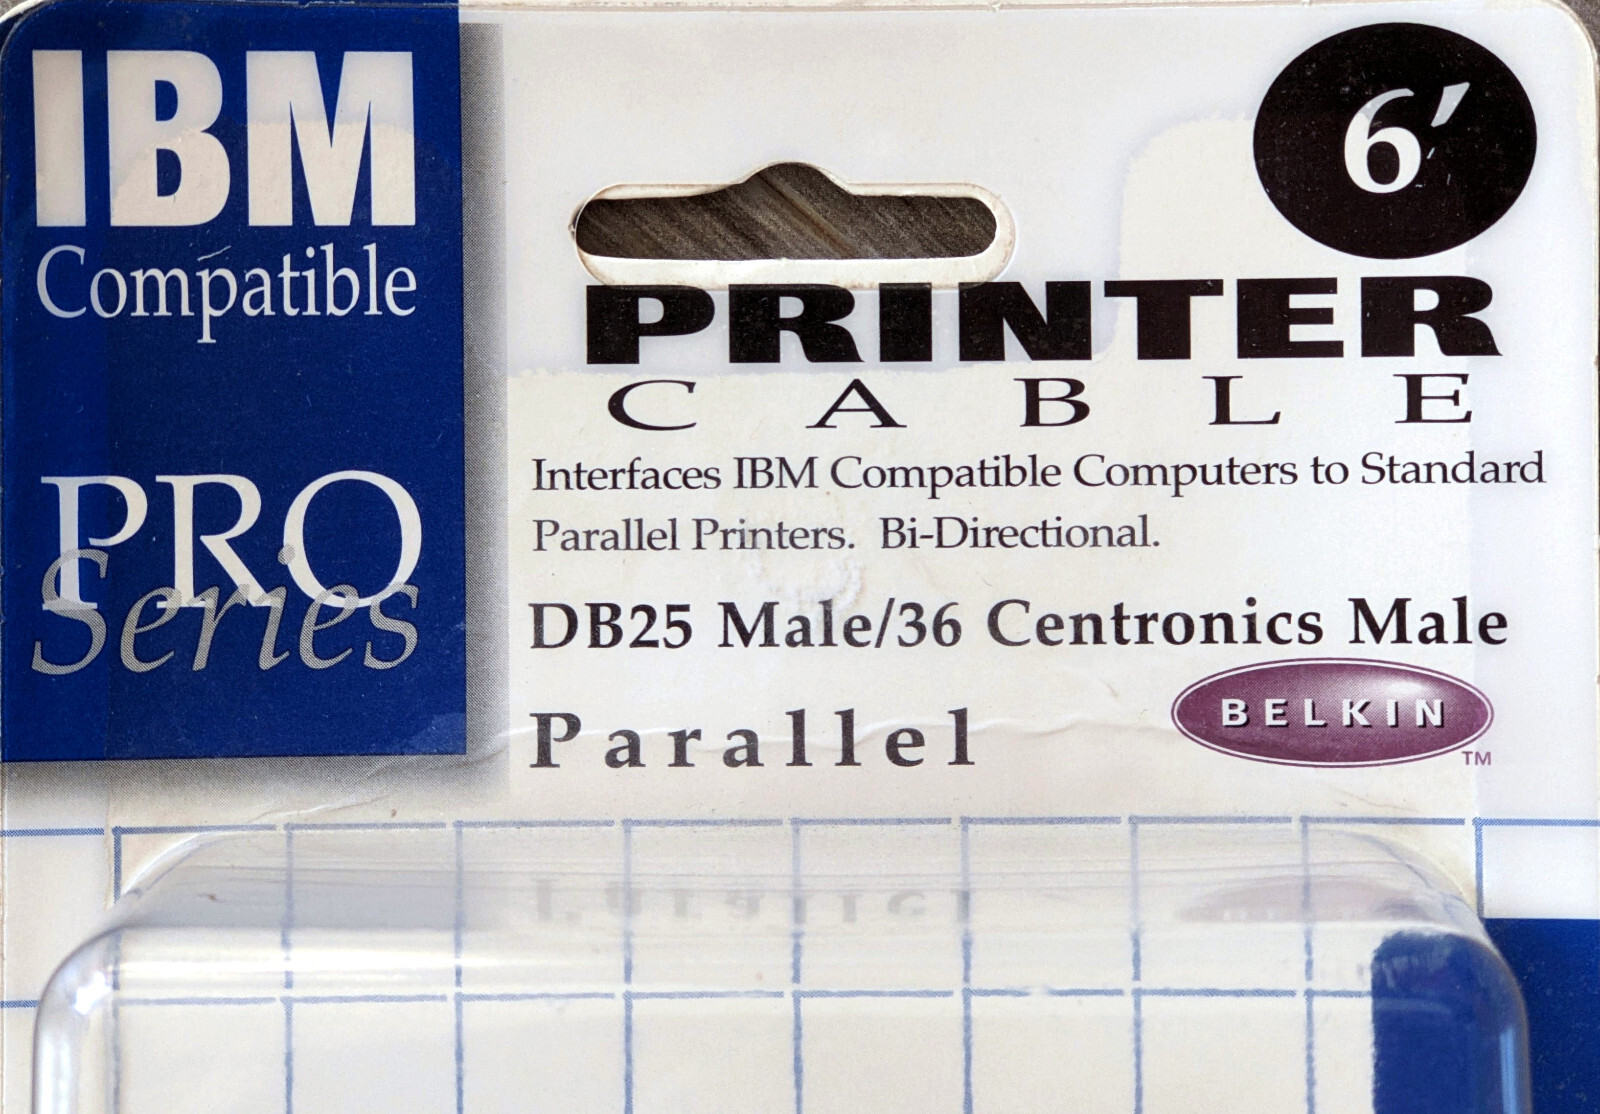 IBM
Compatible
PRO
Series
6′
PRINTER
CABLE
Interfaces IBM Compatible Computers to Standard
Parallel Printers. Bi-Directional.
DB25 Male/36 Centronics Male
Parallel
BELKIN
TM